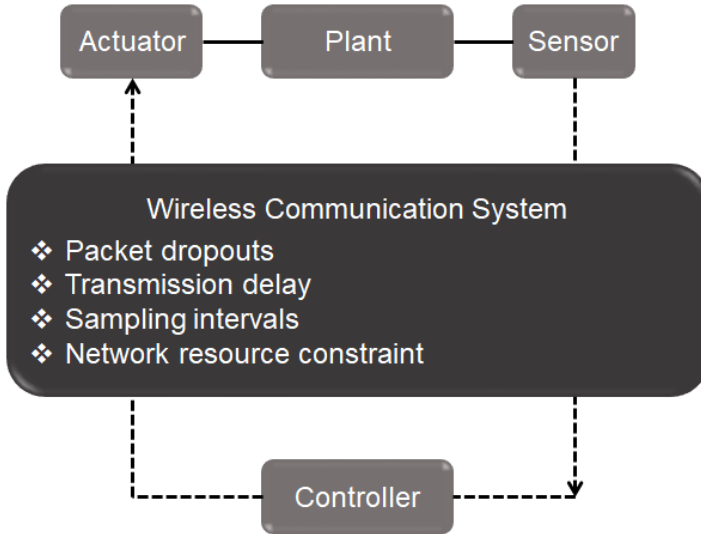 Actuator
Plant
Sensor
Wireless Communication System
❖ Packet dropouts
❖ Transmission delay
❖ Sampling intervals
❖ Network resource constraint
Controller